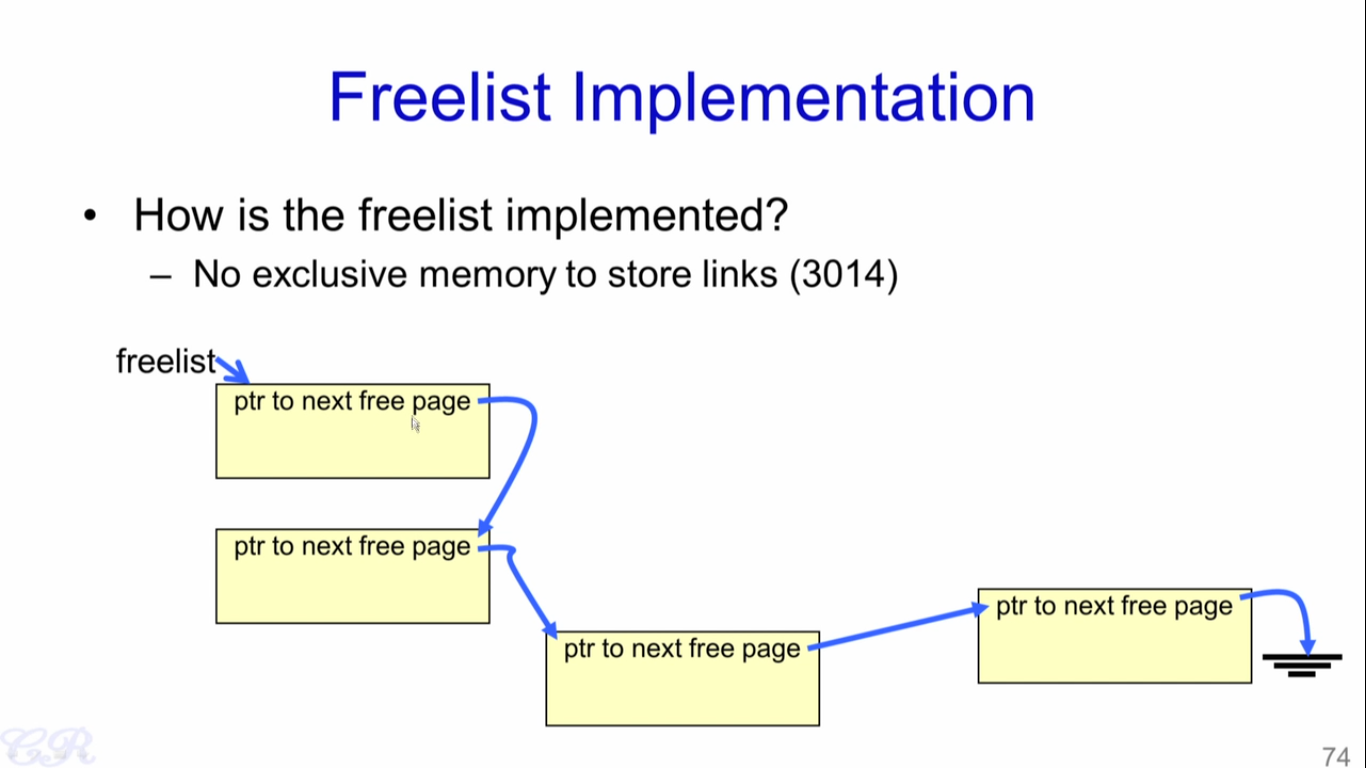 Freelist Implementation
• How is the freelist implemented?
– No exclusive memory to store links (3014)
freelist
ptr to next free page
ptr to next free page
ptr to next free page
ptr to next free page
CR
74